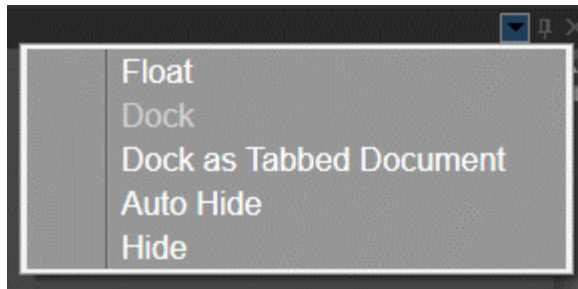 Float
Dock
Dock as Tabbed Document
Auto Hide
Hide